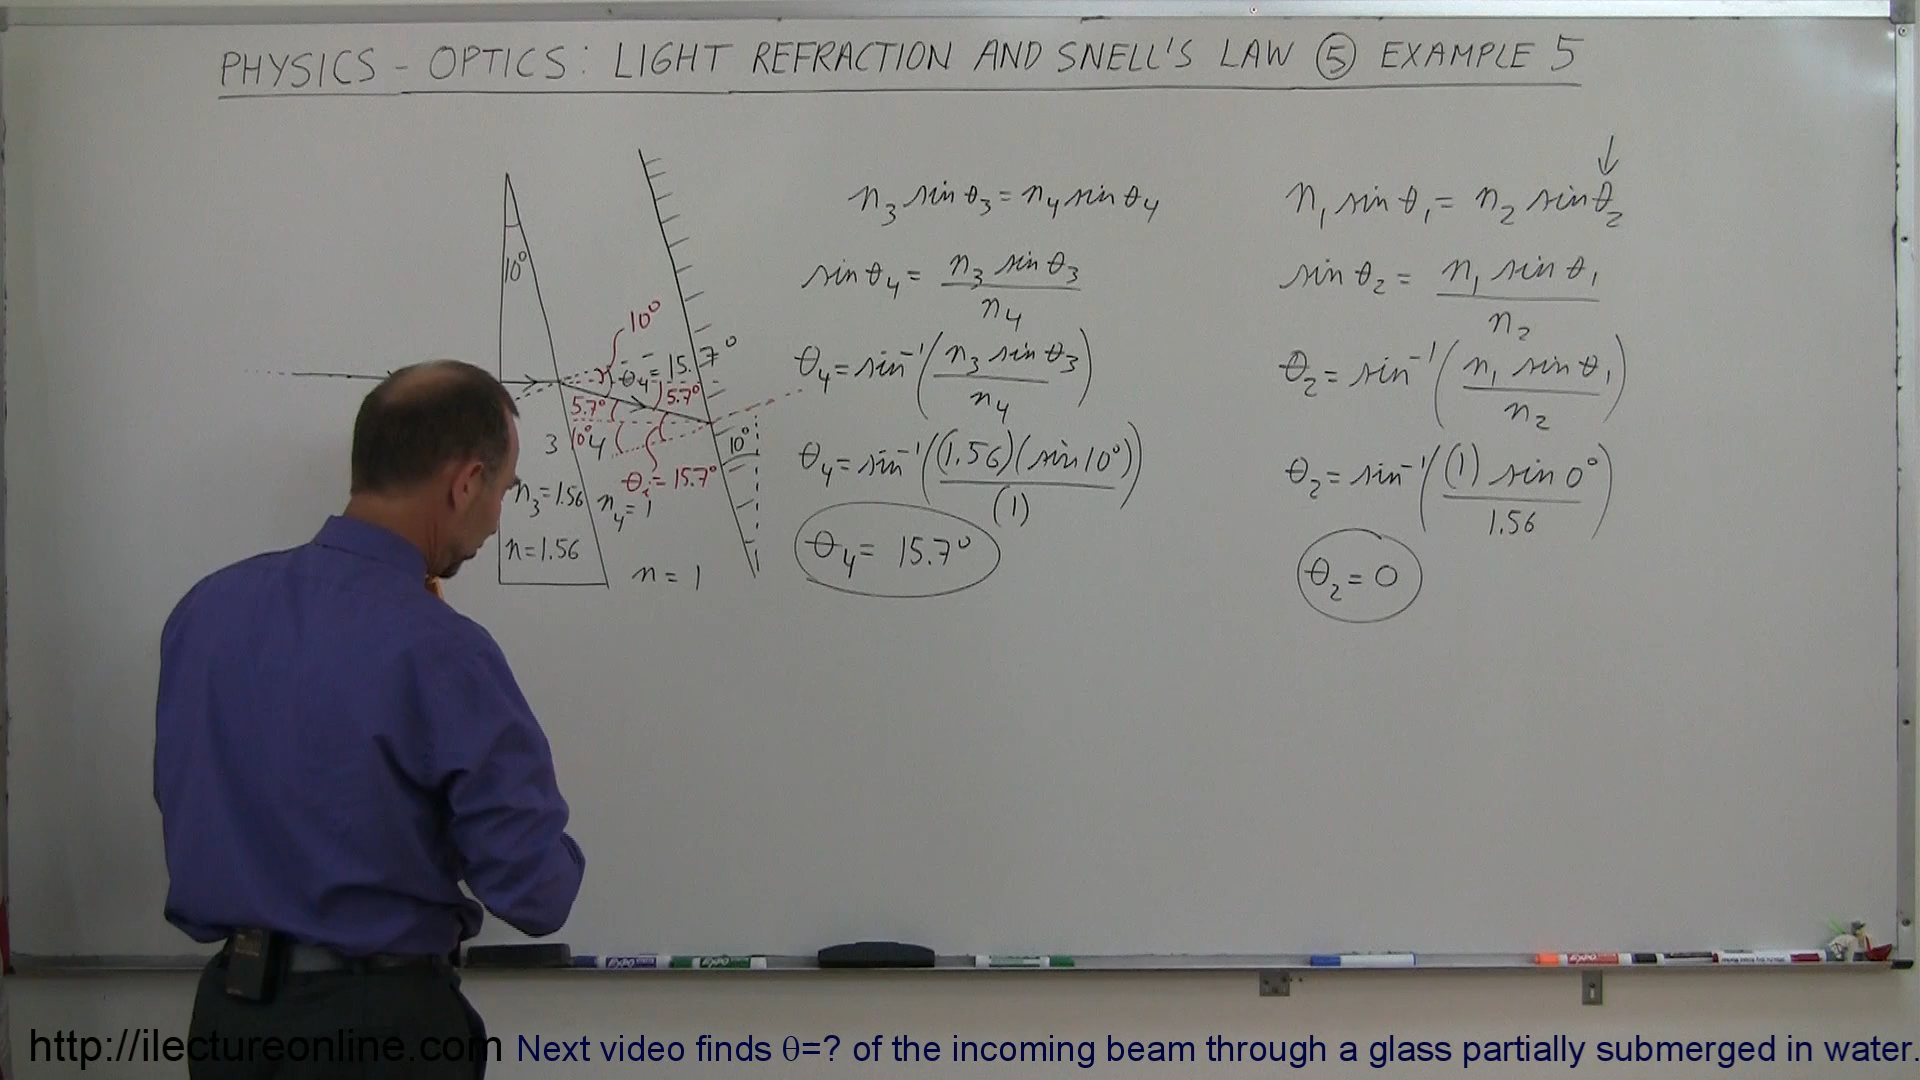 PHYSICS - OPTICS: LIGHT REFRACTION AND SNELL'S LAW ⑤ EXAMPLE 5
10°
10°
θ₄ = 15.7°
5.7°
5.7°
3
10°
4
10°
θᵢ = 15.7°
n₃ = 1.56
n₄ = 1
n = 1.56
n = 1
n₃ sin θ₃ = n₄ sin θ₄
sin θ₄ = n₃ sin θ₃ / n₄
θ₄ = sin⁻¹(n₃ sin θ₃ / n₄)
θ₄ = sin⁻¹((1.56)(sin 10°) / (1))
θ₄ = 15.7°
↓
n₁ sin θ₁ = n₂ sin θ₂
sin θ₂ = n₁ sin θ₁ / n₂
θ₂ = sin⁻¹(n₁ sin θ₁ / n₂)
θ₂ = sin⁻¹((1) sin 0° / 1.56)
θ₂ = 0
http://ilectureonline.com Next video finds θ=? of the incoming beam through a glass partially submerged in water.